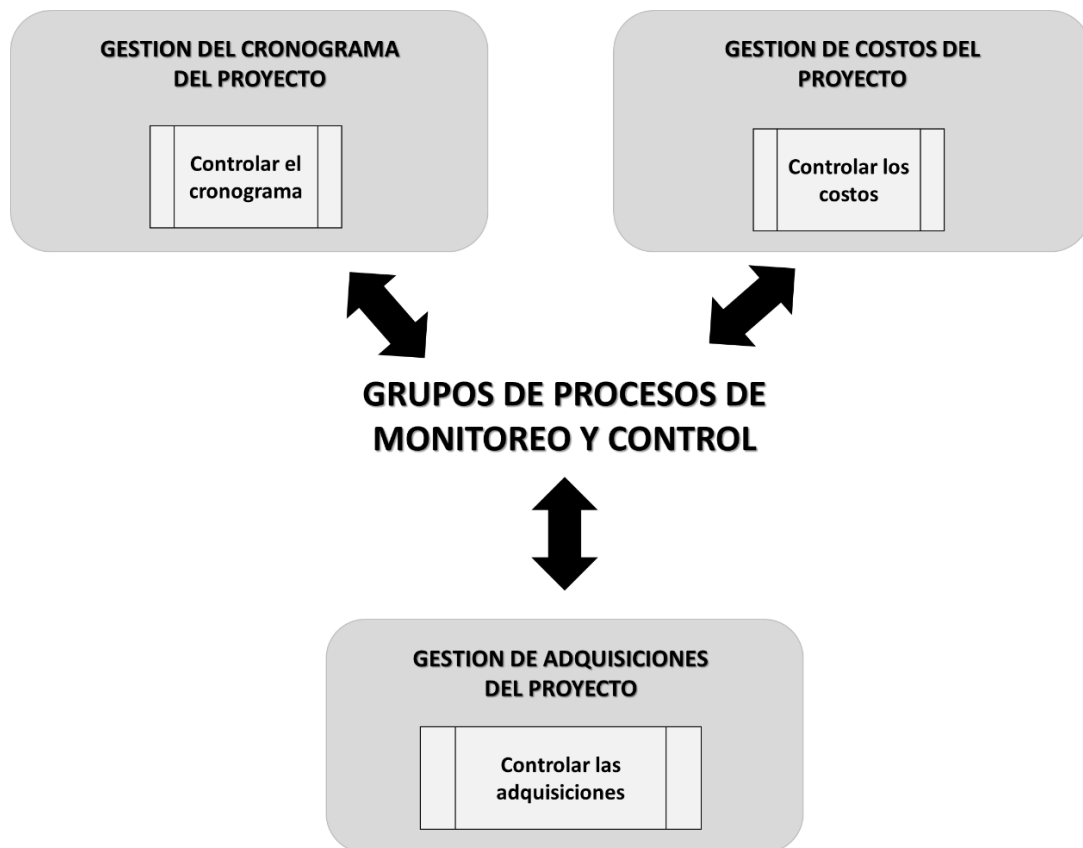 GESTION DEL CRONOGRAMA
DEL PROYECTO
Controlar el
cronograma
GESTION DE COSTOS DEL
PROYECTO
Controlar los
costos
GRUPOS DE PROCESOS DE
MONITOREO Y CONTROL
GESTION DE ADQUISICIONES
DEL PROYECTO
Controlar las
adquisiciones